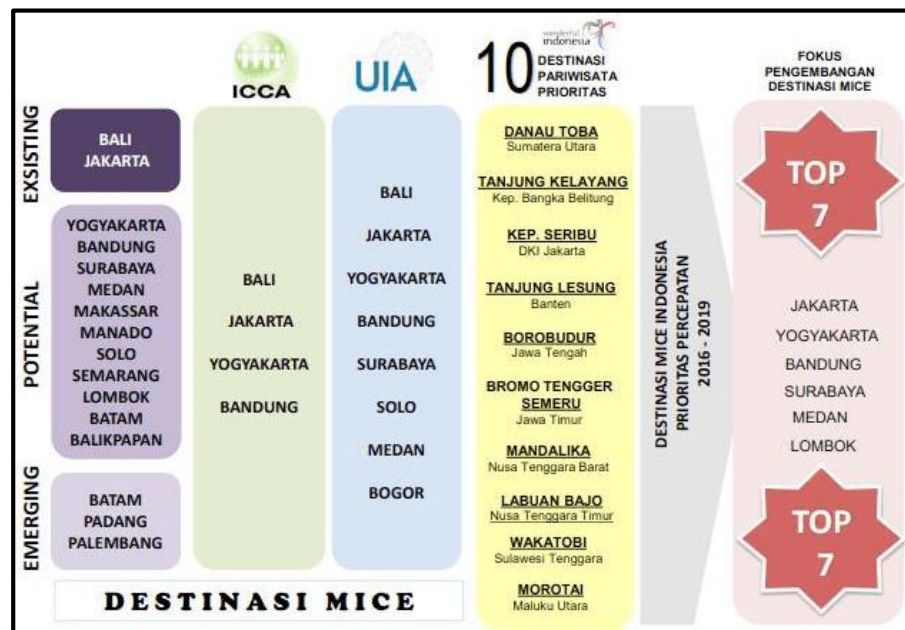 EXSISTING
POTENTIAL
EMERGING
BALI
JAKARTA
YOGYAKARTA
BANDUNG
SURABAYA
MEDAN
MAKASSAR
MANADO
SOLO
SEMARANG
LOMBOK
BATAM
BALIKPAPAN
BATAM
PADANG
PALEMBANG
DESTINASI MICE
ICCA
BALI
JAKARTA
YOGYAKARTA
BANDUNG
UIA
BALI
JAKARTA
YOGYAKARTA
BANDUNG
SURABAYA
SOLO
MEDAN
BOGOR
wonderful
indonesia
10
DESTINASI
PARIWISATA
PRIORITAS
DANAU TOBA
Sumatera Utara
TANJUNG KELAYANG
Kep. Bangka Belitung
KEP. SERIBU
DKI Jakarta
TANJUNG LESUNG
Banten
BOROBUDUR
Jawa Tengah
BROMO TENGGER
SEMERU
Jawa Timur
MANDALIKA
Nusa Tenggara Barat
LABUAN BAJO
Nusa Tenggara Timur
WAKATOBI
Sulawesi Tenggara
MOROTAI
Maluku Utara
DESTINASI MICE INDONESIA
PRIORITAS PERCEPATAN
2016 - 2019
FOKUS
PENGEMBANGAN
DESTINASI MICE
TOP
7
JAKARTA
YOGYAKARTA
BANDUNG
SURABAYA
MEDAN
LOMBOK
TOP
7